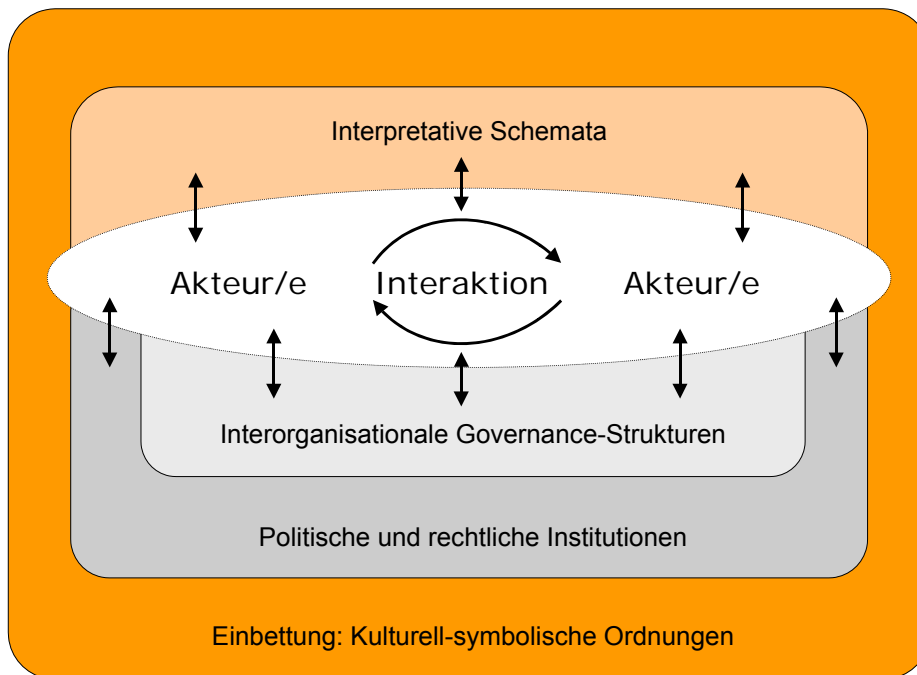 Interpretative Schemata
Akteur/e Interaktion Akteur/e
Interorganisationale Governance-Strukturen
Politische und rechtliche Institutionen
Einbettung: Kulturell-symbolische Ordnungen